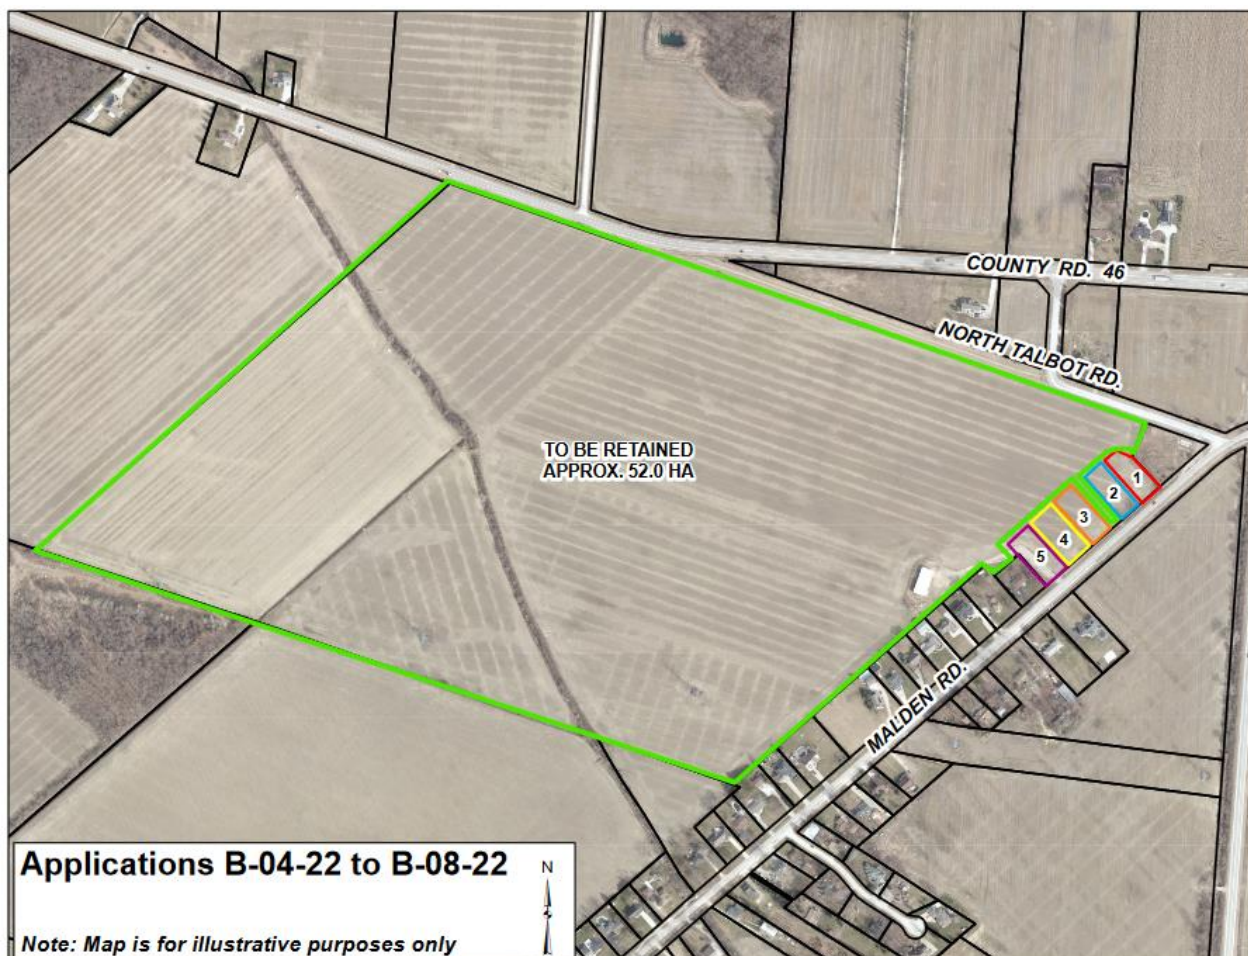 COUNTY RD. 46
NORTH TALBOT RD.
TO BE RETAINED
APPROX. 52.0 HA
1
2
3
4
5
MALDEN RD.
Applications B-04-22 to B-08-22
N
Note: Map is for illustrative purposes only